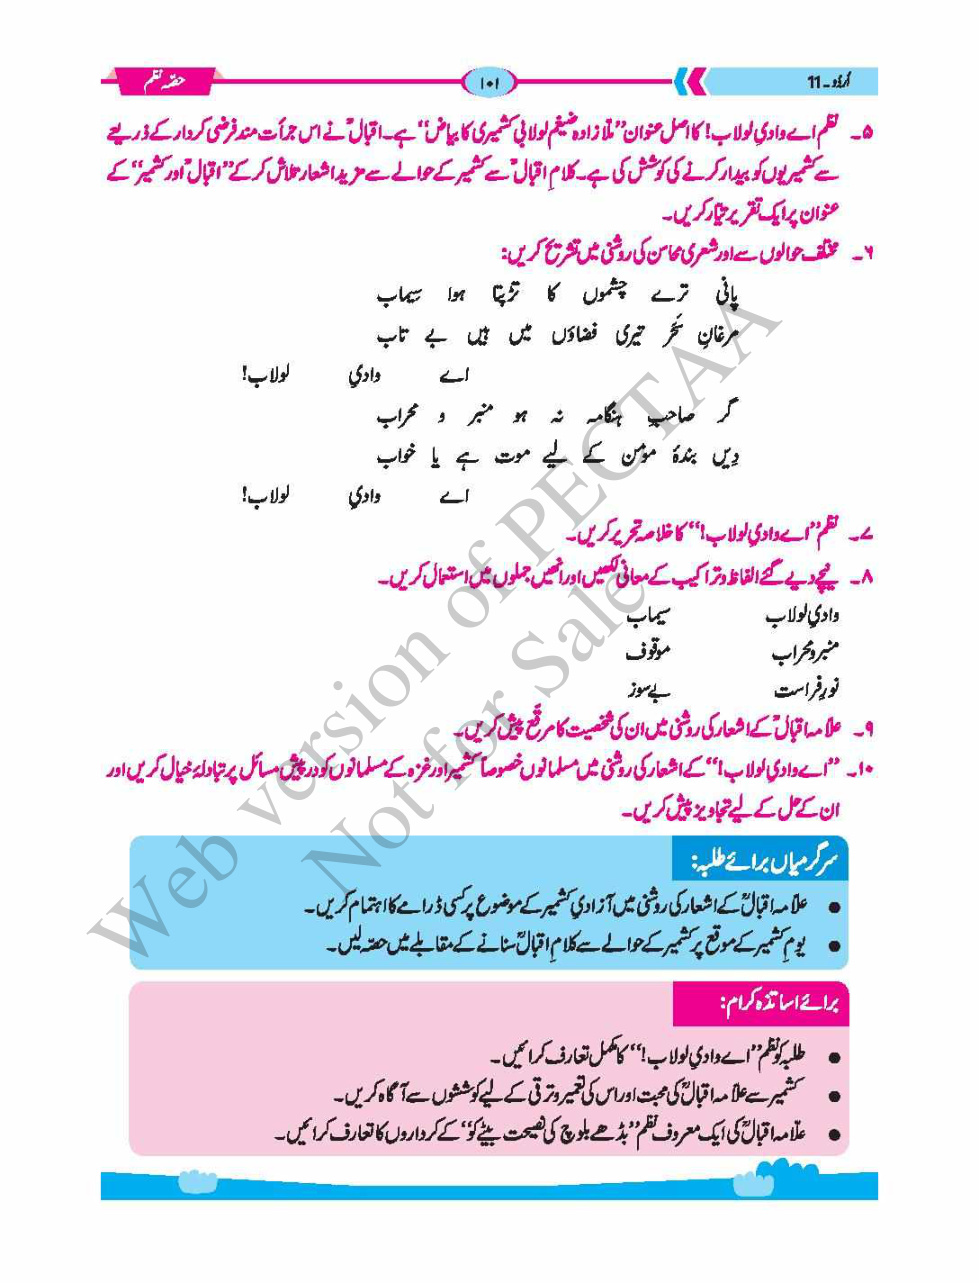 اُردُو ۔ 11
۱۰۱
حصّہ نظم
۵۔ نظم اے وادیِ لولاب! کا اصل عنوان ”ملّا زادہ ضیغم لولابی کشمیری کا بیاض“ ہے۔ اقبالؒ نے اس جرأت مند فرضی کردار کے ذریعے
سے کشمیریوں کو بیدار کرنے کی کوشش کی ہے۔ کلامِ اقبالؒ سے کشمیر کے حوالے سے مزید اشعار تلاش کر کے ”اقبالؒ اور کشمیر“ کے
عنوان پر ایک تقریر تیّار کریں۔
۶۔ مختلف حوالوں سے اور شعری محاسن کی روشنی میں تشریح کریں:
پانی ترے چشموں کا تڑپتا ہوا سِیماب
مرغانِ سَحَر تیری فضاؤں میں ہیں بے تاب
اے وادیِ لولاب!
گر صاحبِ ہنگامہ نہ ہو منبر و محراب
دِیں بندۂ مؤمن کے لیے موت ہے یا خواب
اے وادیِ لولاب!
۷۔ نظم ”اے وادیِ لولاب!“ کا خلاصہ تحریر کریں۔
۸۔ نیچے دیے گئے الفاظ و تراکیب کے معانی لکھیں اور انھیں جملوں میں استعمال کریں۔
وادیِ لولاب سیماب
منبر و محراب موقوف
نورِ فراست بے سوز
۹۔ علامہ اقبالؒ کے اشعار کی روشنی میں ان کی شخصیت کا مرقّع پیش کریں۔
۱۰۔ ”اے وادیِ لولاب!“ کے اشعار کی روشنی میں مسلمانوں خصوصاً کشمیر اور غزہ کے مسلمانوں کو درپیش مسائل پر تبادلۂ خیال کریں اور
ان کے حل کے لیے تجاویز پیش کریں۔
سرگرمیاں برائے طلبہ:
● علامہ اقبالؒ کے اشعار کی روشنی میں آزادیِ کشمیر کے موضوع پر کسی ڈرامے کا اہتمام کریں۔
● یومِ کشمیر کے موقع پر کشمیر کے حوالے سے کلامِ اقبالؒ سنانے کے مقابلے میں حصّہ لیں۔
برائے اساتذہ کرام:
● طلبہ کو نظم ”اے وادیِ لولاب!“ کا مکمل تعارف کرائیں۔
● کشمیر سے علامہ اقبالؒ کی محبت اور اس کی تعمیر و ترقی کے لیے کوششوں سے آگاہ کریں۔
● علّامہ اقبالؒ کی ایک معروف نظم ”بڈھے بلوچ کی نصیحت بیٹے کو“ کے کرداروں کا تعارف کرائیں۔
Web version of PECTAA
Not for Sale